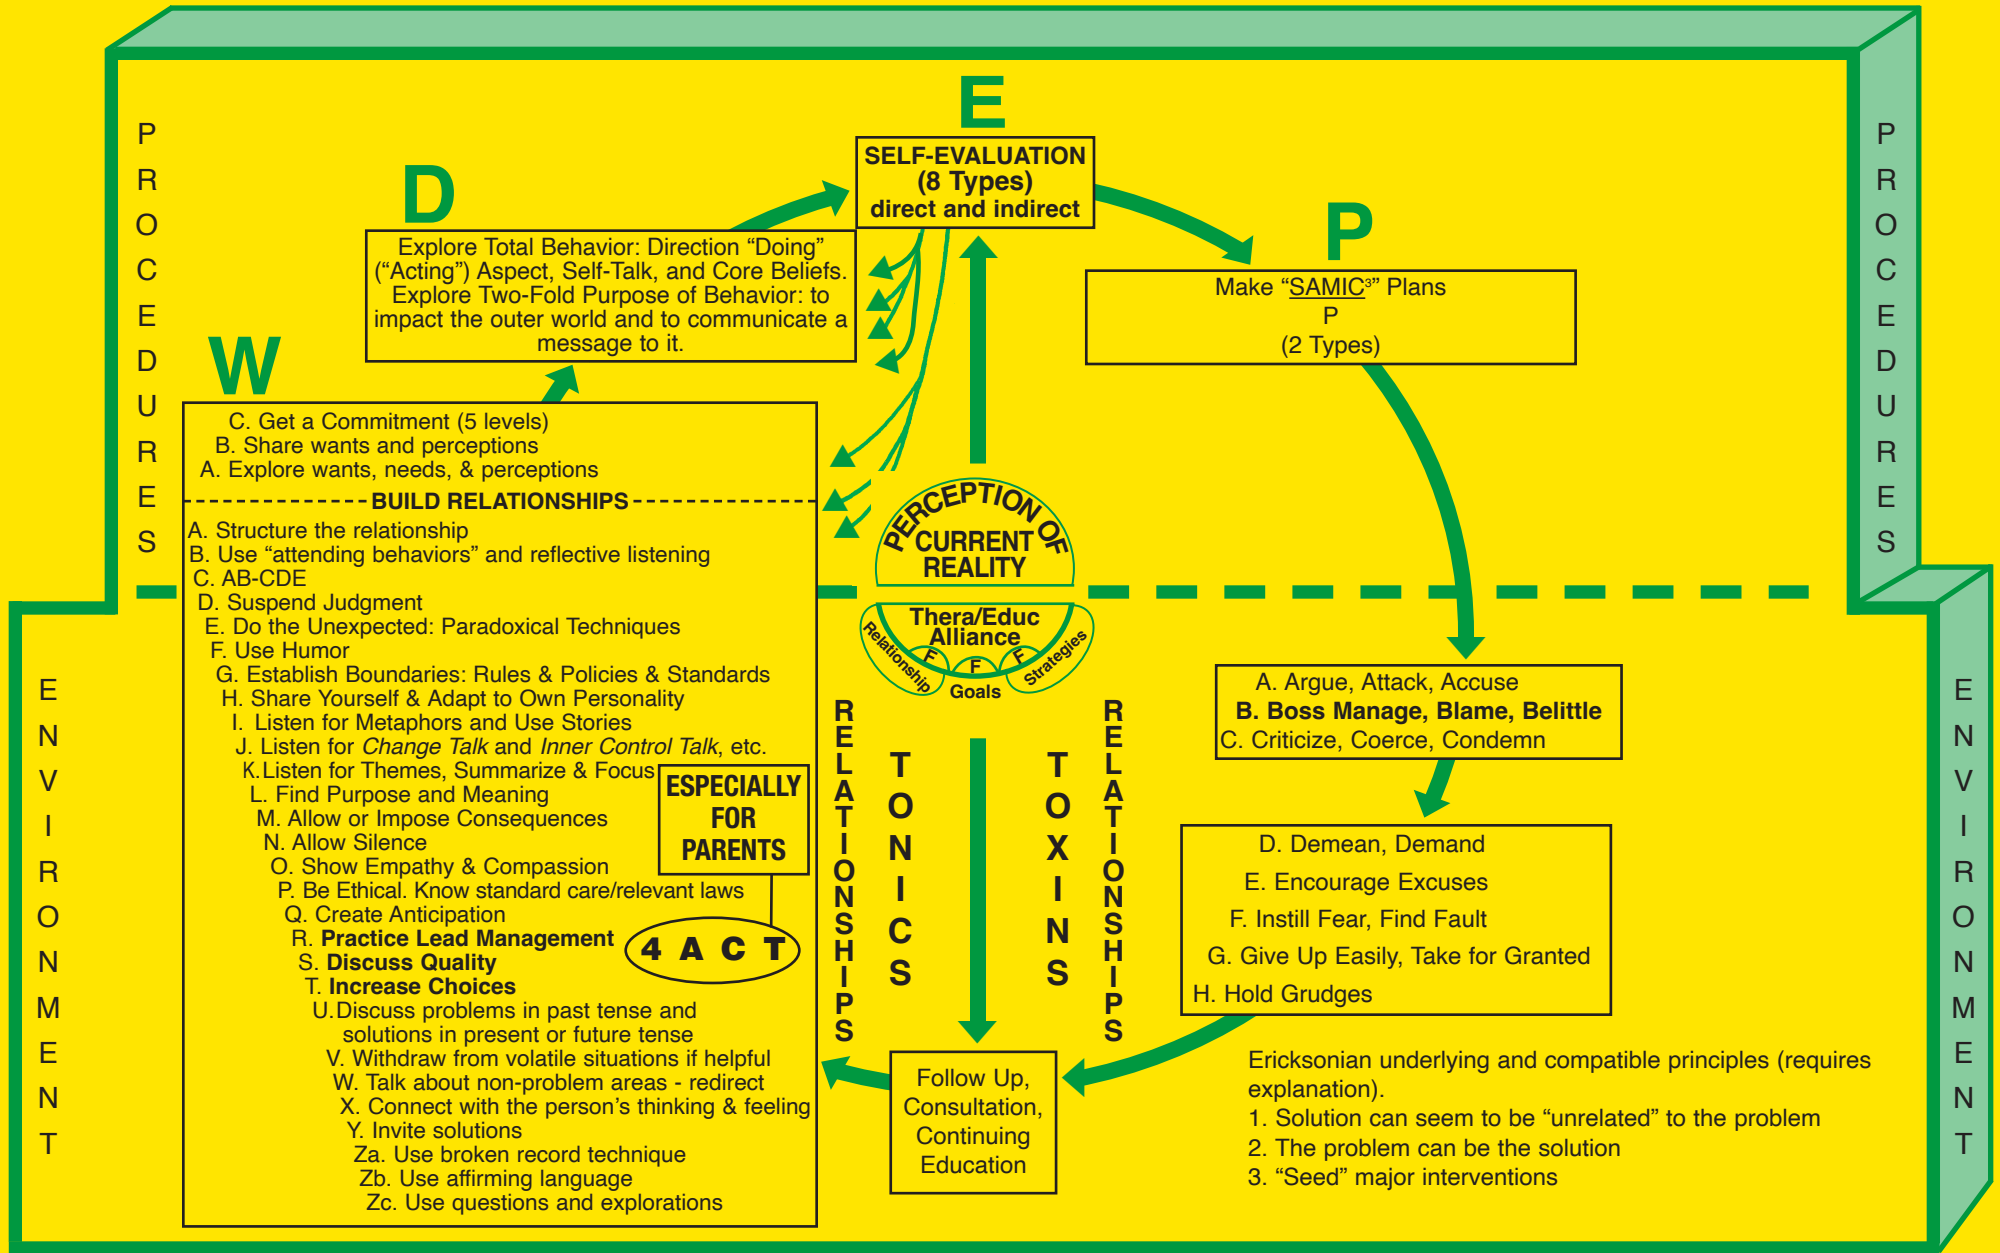 E
SELF-EVALUATION
(8 Types)
direct and indirect
D
Explore Total Behavior: Direction “Doing”
(“Acting”) Aspect, Self-Talk, and Core Beliefs.
Explore Two-Fold Purpose of Behavior: to
impact the outer world and to communicate a
message to it.
P
Make “SAMIC³” Plans
P
(2 Types)
W
C. Get a Commitment (5 levels)
B. Share wants and perceptions
A. Explore wants, needs, & perceptions
BUILD RELATIONSHIPS
A. Structure the relationship
B. Use “attending behaviors” and reflective listening
C. AB-CDE
D. Suspend Judgment
E. Do the Unexpected: Paradoxical Techniques
F. Use Humor
G. Establish Boundaries: Rules & Policies & Standards
H. Share Yourself & Adapt to Own Personality
I. Listen for Metaphors and Use Stories
J. Listen for Change Talk and Inner Control Talk, etc.
K.Listen for Themes, Summarize & Focus
L. Find Purpose and Meaning
M. Allow or Impose Consequences
N. Allow Silence
O. Show Empathy & Compassion
P. Be Ethical. Know standard care/relevant laws
Q. Create Anticipation
R. Practice Lead Management
S. Discuss Quality
T. Increase Choices
U.Discuss problems in past tense and
solutions in present or future tense
V. Withdraw from volatile situations if helpful
W. Talk about non-problem areas - redirect
X. Connect with the person’s thinking & feeling
Y. Invite solutions
Za. Use broken record technique
Zb. Use affirming language
Zc. Use questions and explorations
ESPECIALLY
FOR
PARENTS
4 A C T
PERCEPTION OF
CURRENT
REALITY
Thera/Educ
Alliance
F F F
Relationship
Goals
Strategies
RELATIONSHIPS
TONICS
TOXINS
RELATIONSHIPS
A. Argue, Attack, Accuse
B. Boss Manage, Blame, Belittle
C. Criticize, Coerce, Condemn
D. Demean, Demand
E. Encourage Excuses
F. Instill Fear, Find Fault
G. Give Up Easily, Take for Granted
H. Hold Grudges
Follow Up,
Consultation,
Continuing
Education
Ericksonian underlying and compatible principles (requires
explanation).
1. Solution can seem to be “unrelated” to the problem
2. The problem can be the solution
3. “Seed” major interventions
PROCEDURES
PROCEDURES
ENVIRONMENT
ENVIRONMENT